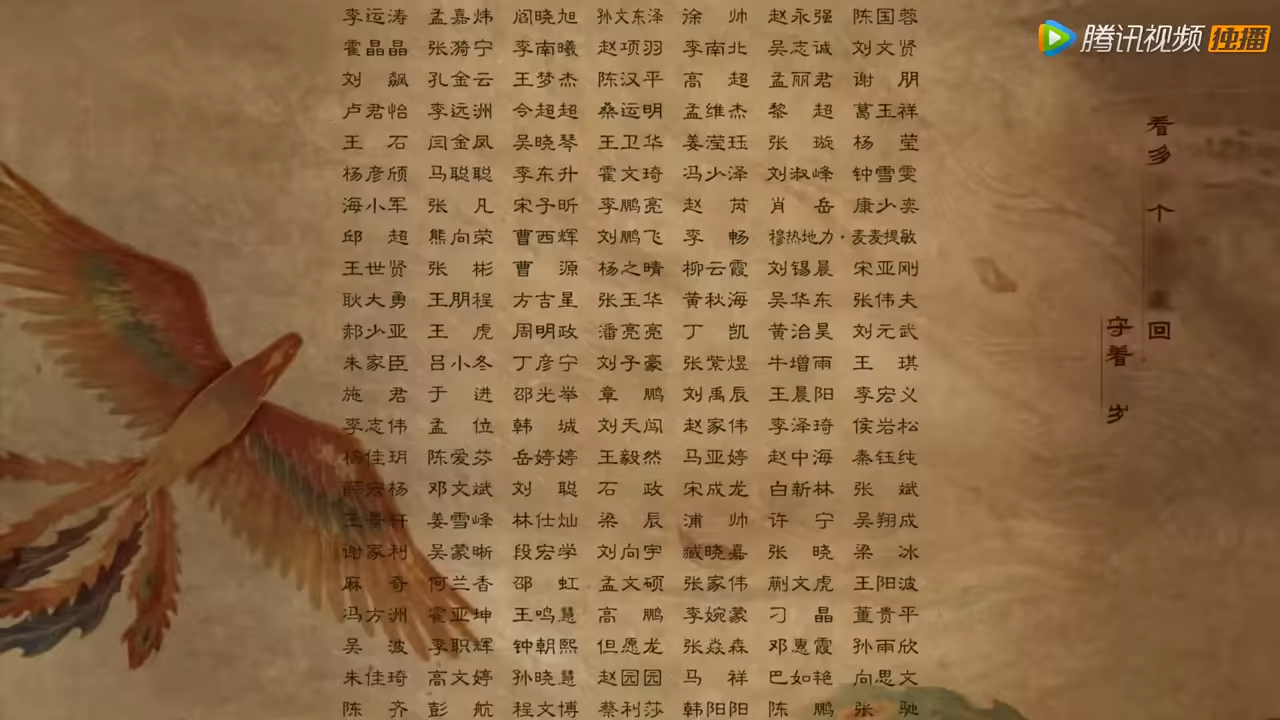 腾讯视频 独播
李运涛 孟嘉炜 阎晓旭 孙文东泽 徐帅 赵永强 陈国蓉
霍晶晶 张漪宁 李南曦 赵项羽 李南北 吴志诚 刘文贤
刘飙 孔金云 王梦杰 陈汉平 高超 孟丽君 谢朋
卢君怡 李远洲 令超超 桑运明 孟维杰 黎超 葛玉祥
王石 闫金凤 吴晓琴 王卫华 姜滢珏 张璇 杨莹
杨彦颀 马聪聪 李东升 霍文琦 冯少泽 刘淑峰 钟雪雯
海小军 张凡 宋子昕 李鹏亮 赵芮 肖岳 康少奕
邱超 熊向荣 曹西辉 刘鹏飞 李畅 穆热地力·麦麦提敏
王世贤 张彬 曹源 杨之晴 柳云霞 刘锡晨 宋亚刚
耿大勇 王朋程 方吉星 张玉华 黄秋海 吴华东 张伟夫
郝少亚 王虎 周明政 潘亮亮 丁凯 黄治昊 刘元武
朱家臣 吕小冬 丁彦宁 刘子豪 张紫煜 牛增雨 王琪
施君 于进 邵光举 章鹏 刘禹辰 王晨阳 李宏义
李志伟 孟位 韩城 刘天闯 赵家伟 李泽琦 侯岩松
杨佳玥 陈爱芬 岳婷婷 王毅然 马亚婷 赵中海 秦钰纯
薛宏杨 邓文斌 刘聪 石政 宋成龙 白新林 张斌
王景轩 姜雪峰 林仕灿 梁辰 浦帅 许宁 吴翔成
谢家利 吴蒙晰 段宏学 刘向宇 臧晓嘉 张晓 梁冰
麻奇 何兰香 邵虹 孟文硕 张家伟 蒯文虎 王阳波
冯方洲 霍亚坤 王鸣慧 高鹏 李婉蒙 刁晶 董贵平
吴波 李职辉 钟朝熙 但愿龙 张焱森 邓惠霞 孙雨欣
朱佳琦 高文婷 孙晓慧 赵园园 马祥 巴如艳 向思文
陈齐 彭航 程文博 蔡利莎 韩阳阳 陈鹏 张驰
看多 个 回
守看 岁